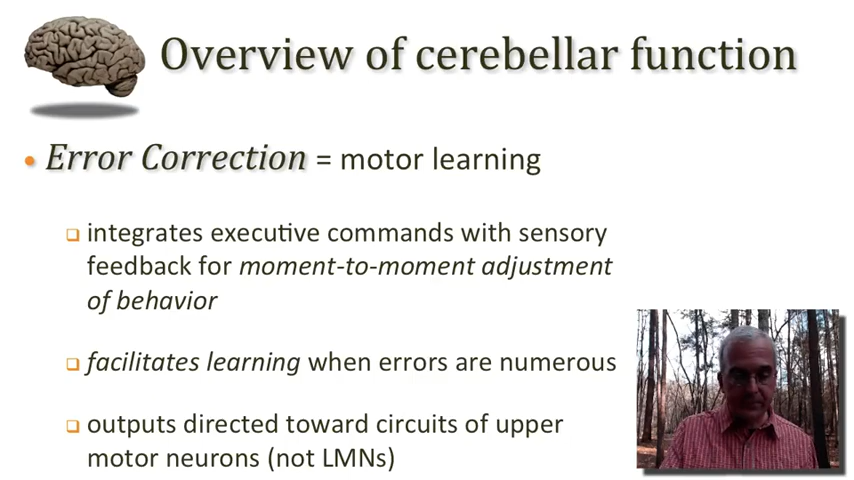 Overview of cerebellar function
• Error Correction = motor learning
❑ integrates executive commands with sensory
feedback for moment-to-moment adjustment
of behavior
❑ facilitates learning when errors are numerous
❑ outputs directed toward circuits of upper
motor neurons (not LMNs)